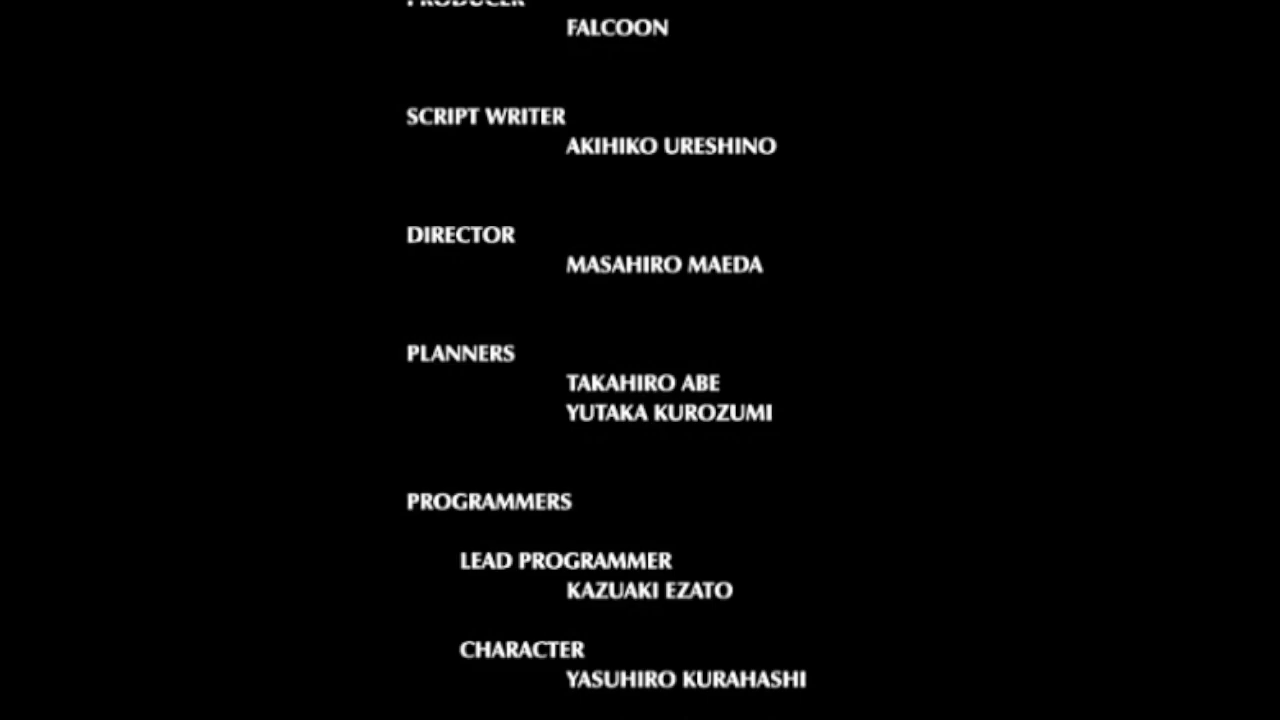 PRODUCER
FALCOON
SCRIPT WRITER
AKIHIKO URESHINO
DIRECTOR
MASAHIRO MAEDA
PLANNERS
TAKAHIRO ABE
YUTAKA KUROZUMI
PROGRAMMERS
LEAD PROGRAMMER
KAZUAKI EZATO
CHARACTER
YASUHIRO KURAHASHI